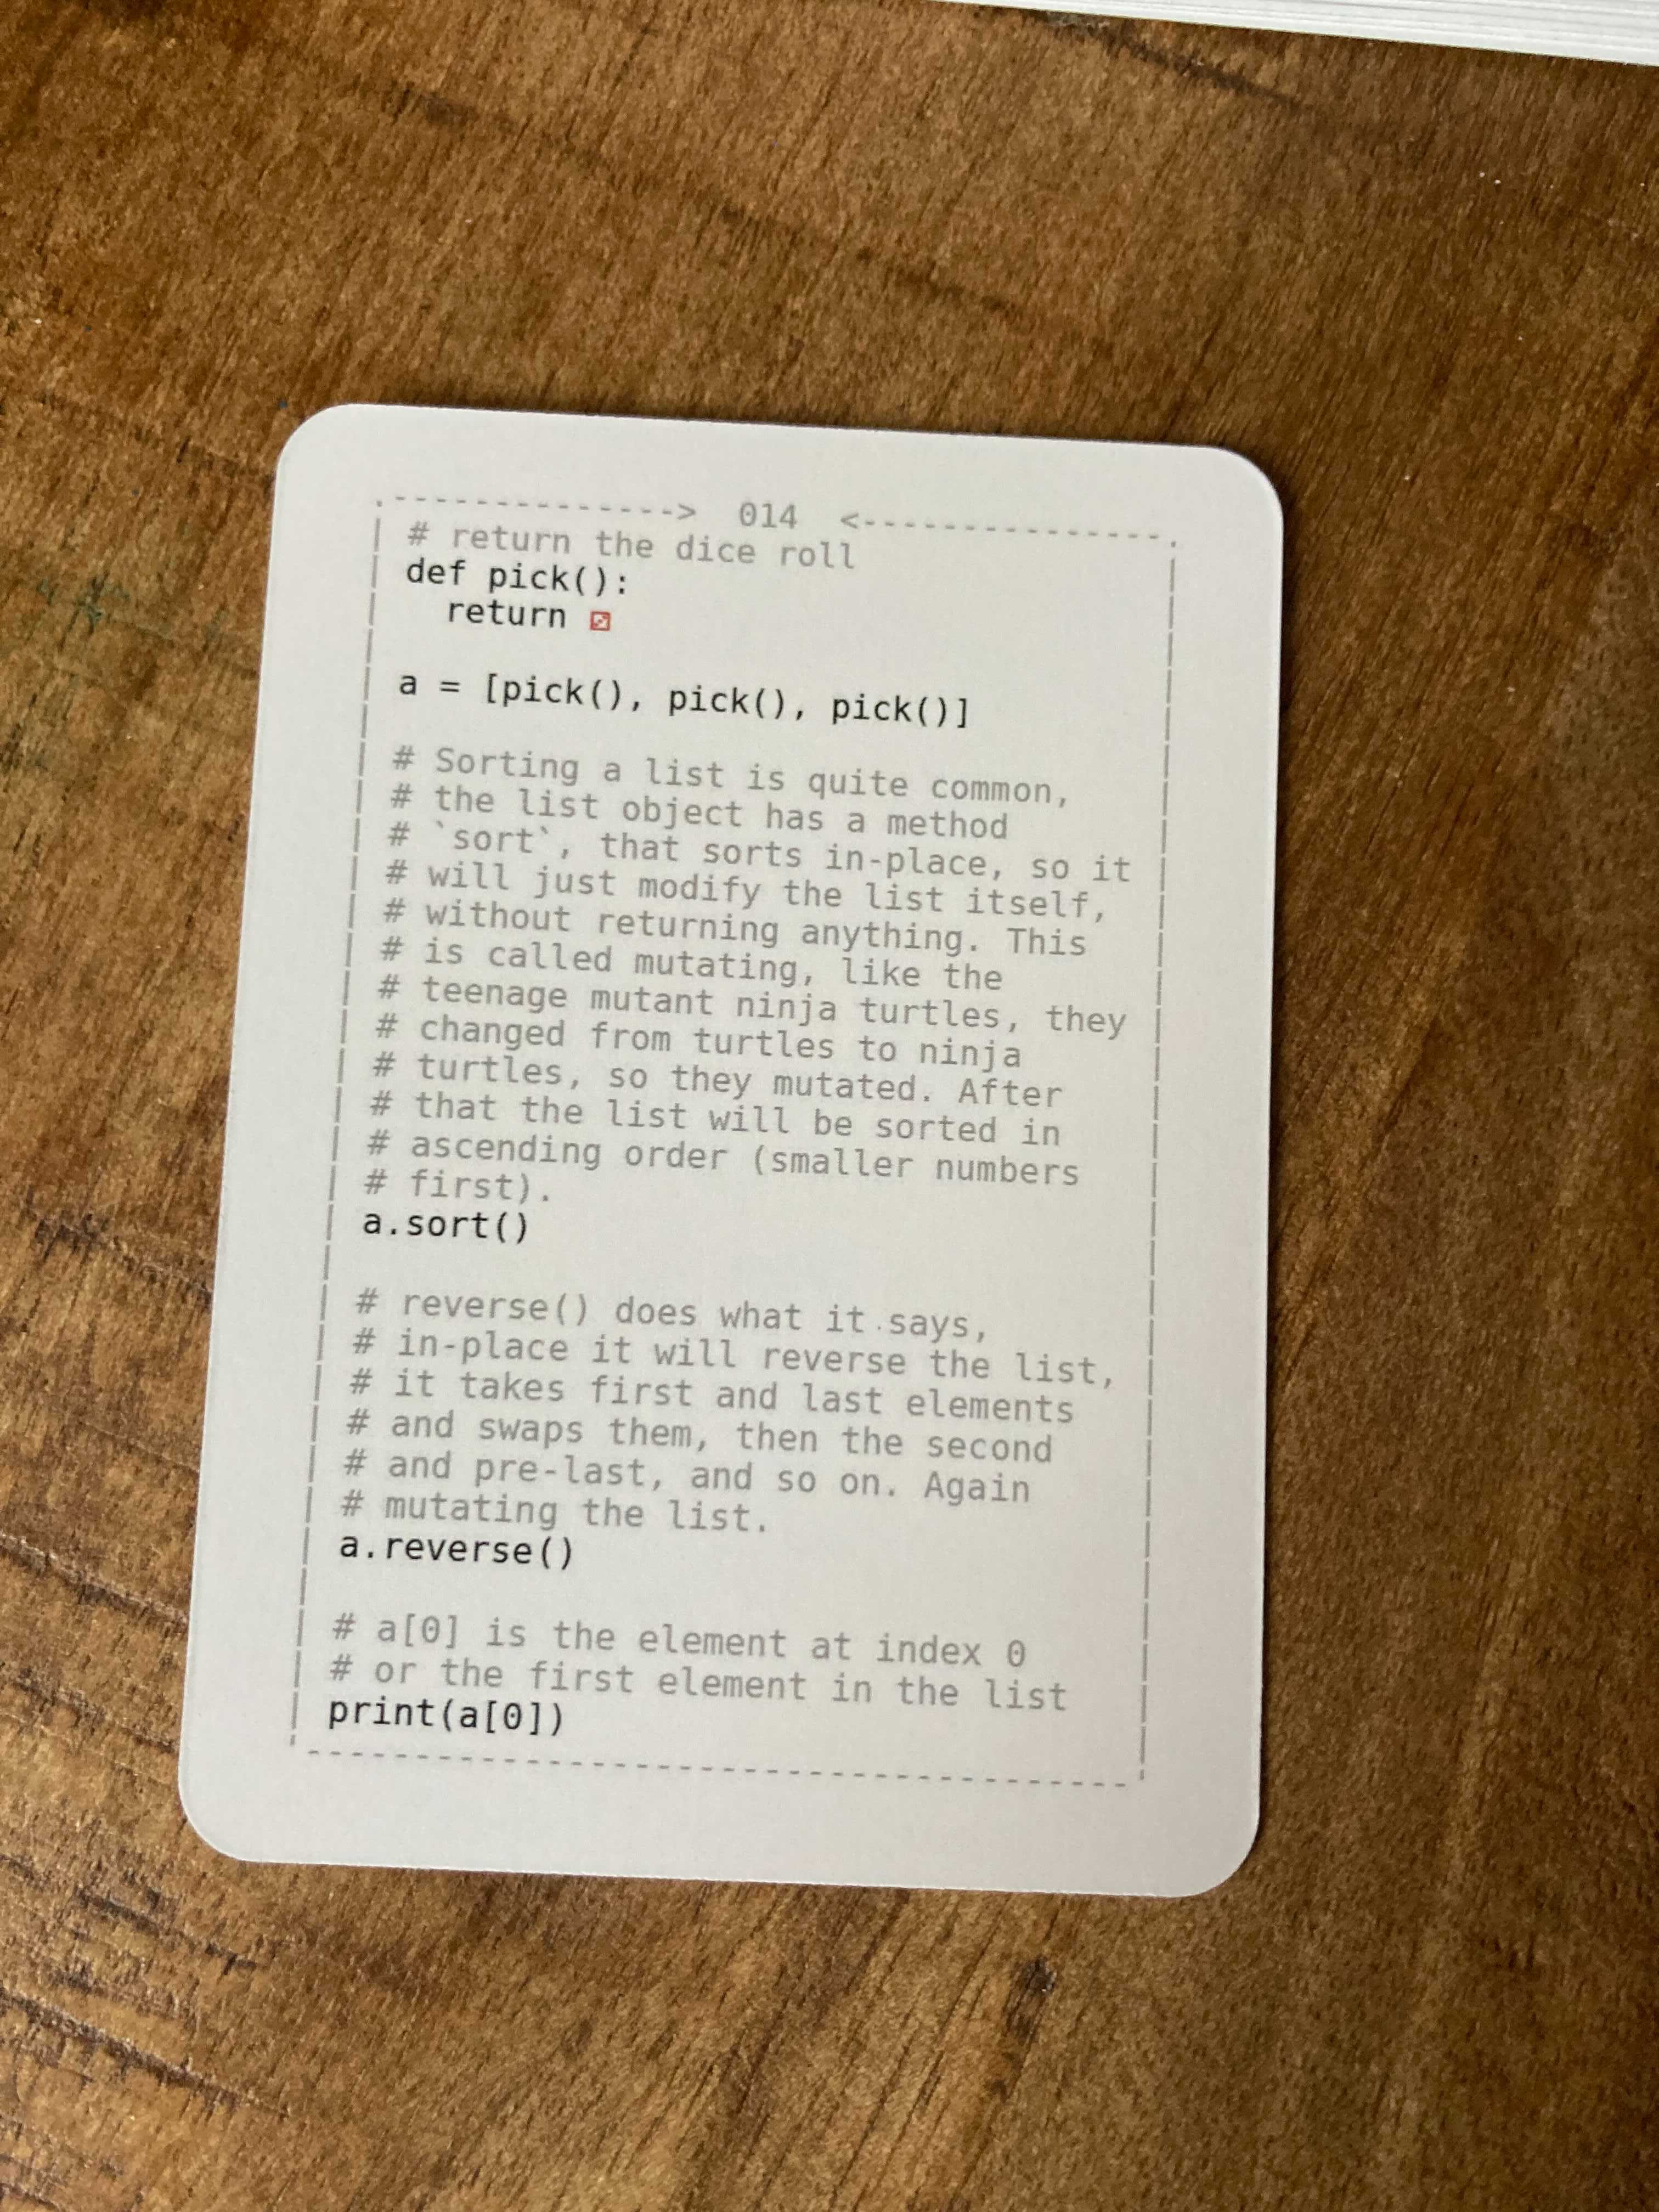 .--------------> 014 <---------------.
# return the dice roll
def pick():
  return ⚂

a = [pick(), pick(), pick()]

# Sorting a list is quite common,
# the list object has a method
# `sort`, that sorts in-place, so it
# will just modify the list itself,
# without returning anything. This
# is called mutating, like the
# teenage mutant ninja turtles, they
# changed from turtles to ninja
# turtles, so they mutated. After
# that the list will be sorted in
# ascending order (smaller numbers
# first).
a.sort()

# reverse() does what it says,
# in-place it will reverse the list,
# it takes first and last elements
# and swaps them, then the second
# and pre-last, and so on. Again
# mutating the list.
a.reverse()

# a[0] is the element at index 0
# or the first element in the list
print(a[0])